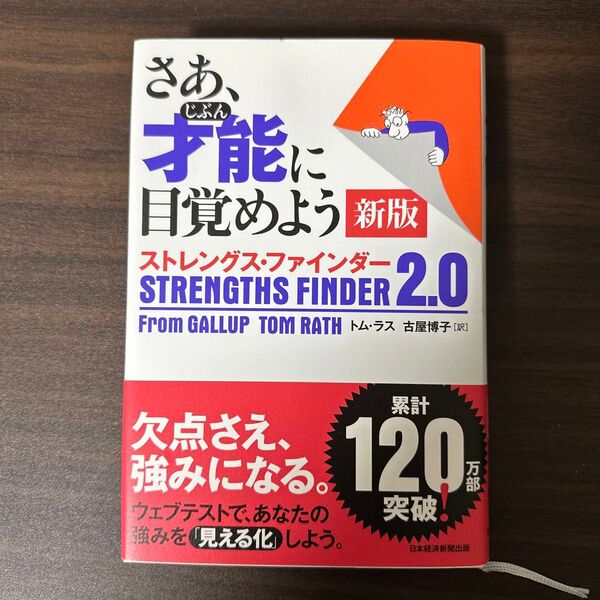 さあ、
じぶん
才能に
目覚めよう 新版
ストレングス・ファインダー
STRENGTHS FINDER 2.0
From GALLUP TOM RATH トム・ラス 古屋博子[訳]
欠点さえ、
強みになる。
ウェブテストで、あなたの
強みを「見える化」しよう。
累計
120万部
突破!
日本経済新聞出版